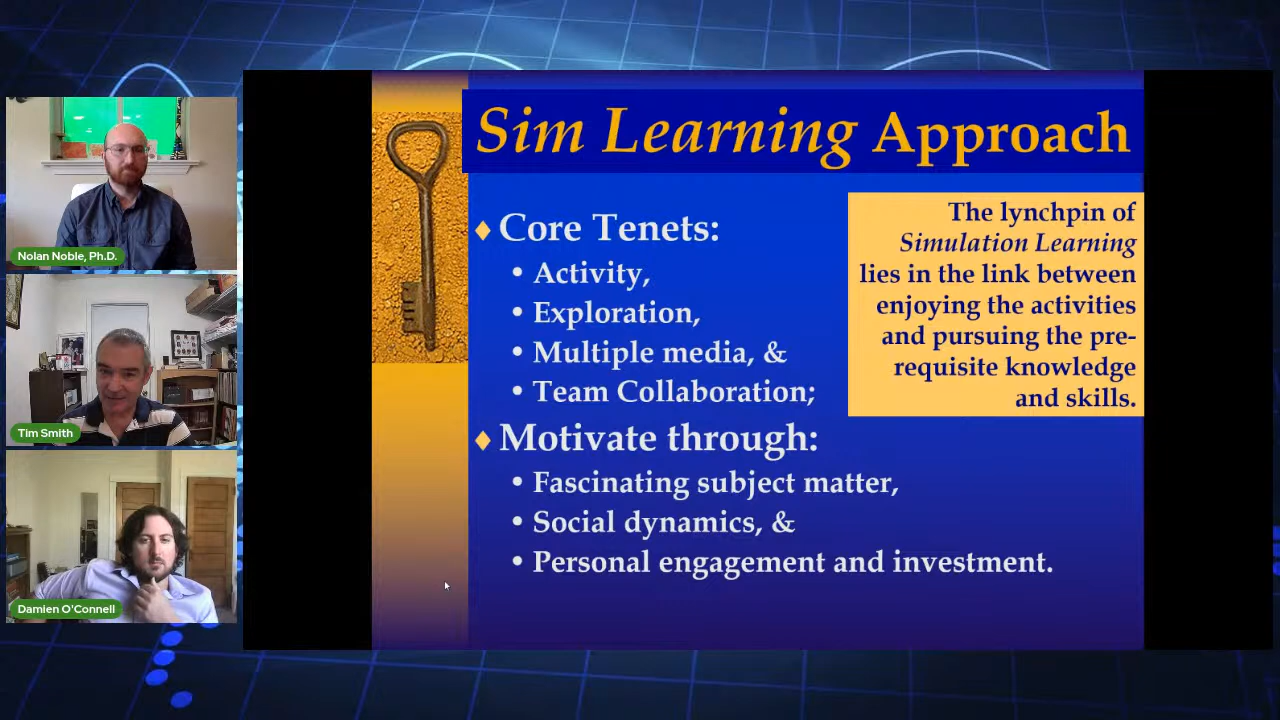 Sim Learning Approach
Core Tenets:
• Activity,
• Exploration,
• Multiple media, &
• Team Collaboration;
The lynchpin of
Simulation Learning
lies in the link between
enjoying the activities
and pursuing the pre-
requisite knowledge
and skills.
Motivate through:
• Fascinating subject matter,
• Social dynamics, &
• Personal engagement and investment.
Nolan Noble, Ph.D.
Tim Smith
Damien O'Connell